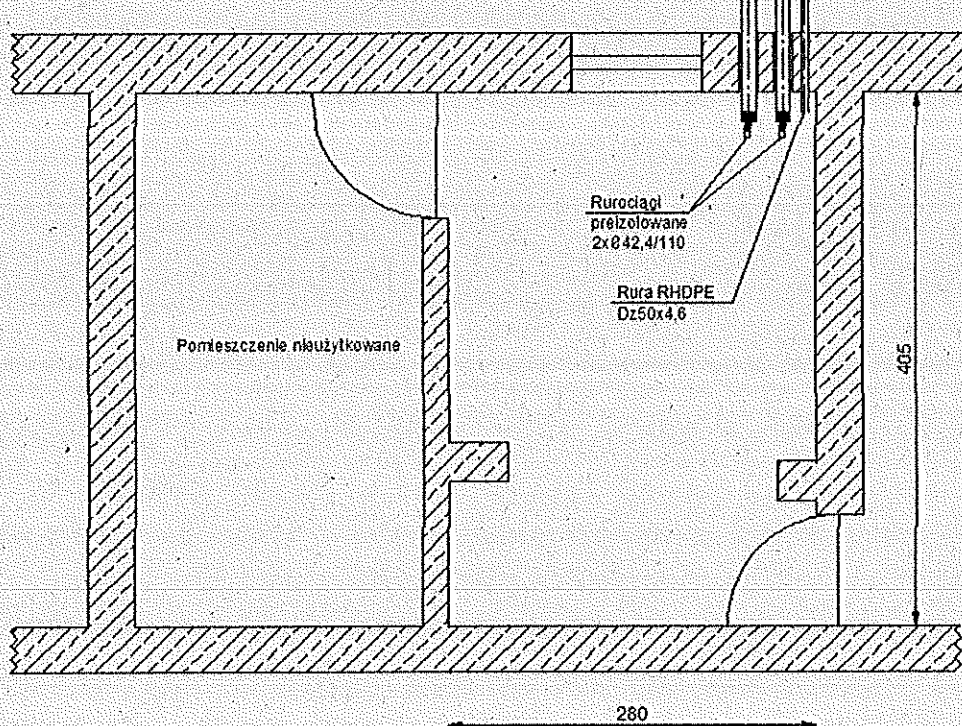 Rurociągi
preizolowane
2xø42,4/110
Rura RHDPE
Dz50x4,6
Pomieszczenie nieużytkowane
405
280